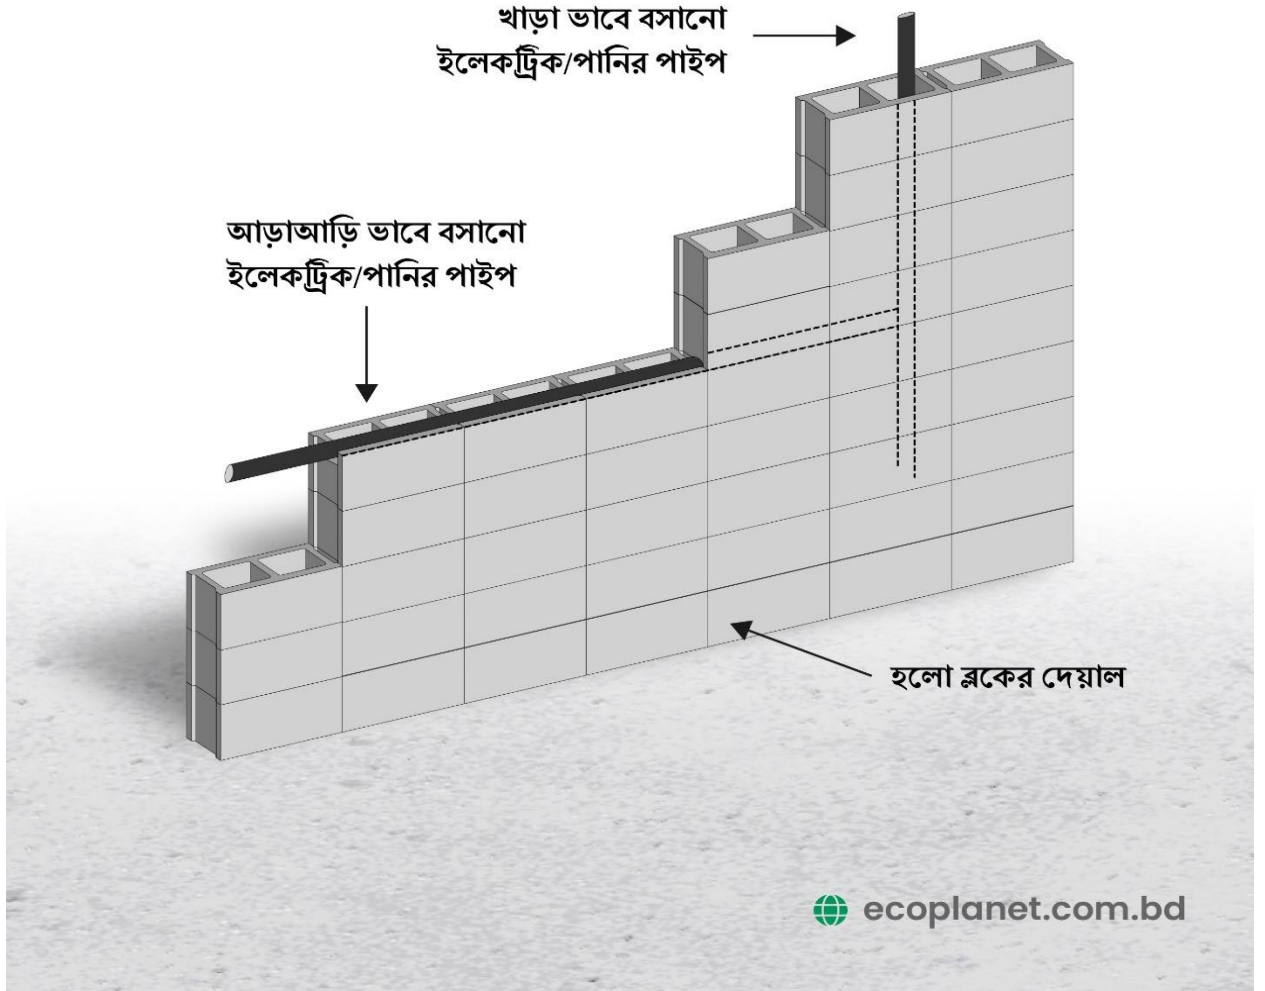 খাড়া ভাবে বসানো
ইলেকট্রিক/পানির পাইপ
আড়াআড়ি ভাবে বসানো
ইলেকট্রিক/পানির পাইপ
হলো ব্লকের দেয়াল
ecoplanet.com.bd